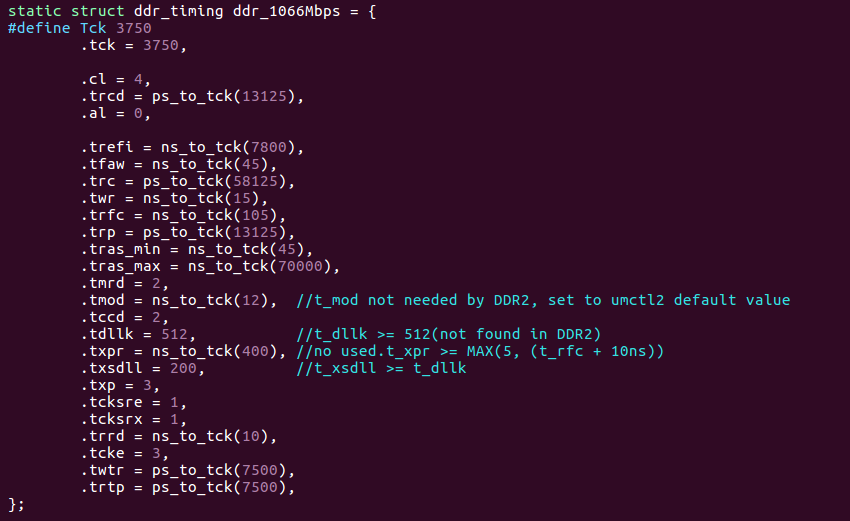 static struct ddr_timing ddr_1066Mbps = {
#define Tck 3750
        .tck = 3750,

        .cl = 4,
        .trcd = ps_to_tck(13125),
        .al = 0,

        .trefi = ns_to_tck(7800),
        .tfaw = ns_to_tck(45),
        .trc = ps_to_tck(58125),
        .twr = ns_to_tck(15),
        .trfc = ns_to_tck(105),
        .trp = ps_to_tck(13125),
        .tras_min = ns_to_tck(45),
        .tras_max = ns_to_tck(70000),
        .tmrd = 2,
        .tmod = ns_to_tck(12),  //t_mod not needed by DDR2, set to umctl2 default value
        .tccd = 2,
        .tdllk = 512,           //t_dllk >= 512(not found in DDR2)
        .txpr = ns_to_tck(400), //no used.t_xpr >= MAX(5, (t_rfc + 10ns))
        .txsdll = 200,          //t_xsdll >= t_dllk
        .txp = 3,
        .tcksre = 1,
        .tcksrx = 1,
        .trrd = ns_to_tck(10),
        .tcke = 3,
        .twtr = ps_to_tck(7500),
        .trtp = ps_to_tck(7500),
};